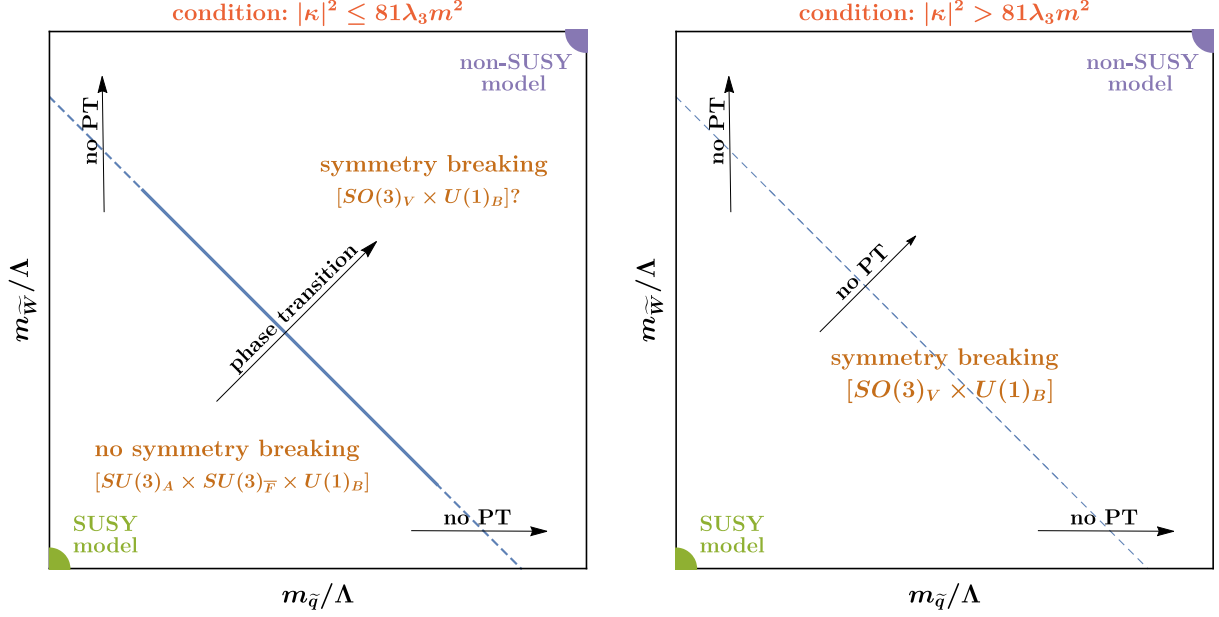 condition: |κ|² ≤ 81λ₃m²
non-SUSY
model
no PT
symmetry breaking
[SO(3)_V × U(1)_B]?
phase transition
no symmetry breaking
[SU(3)_A × SU(3)_F̅ × U(1)_B]
SUSY
model
no PT
m_W̃/Λ
m_q̃/Λ
condition: |κ|² > 81λ₃m²
non-SUSY
model
no PT
no PT
symmetry breaking
[SO(3)_V × U(1)_B]
SUSY
model
no PT
m_W̃/Λ
m_q̃/Λ